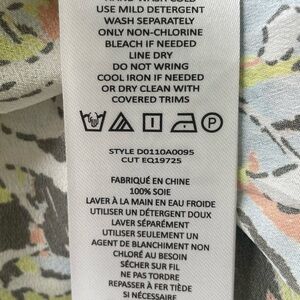 HAND WASH COLD
USE MILD DETERGENT
WASH SEPARATELY
ONLY NON-CHLORINE
BLEACH IF NEEDED
LINE DRY
DO NOT WRING
COOL IRON IF NEEDED
OR DRY CLEAN WITH
COVERED TRIMS
P
STYLE D0110A0095
CUT EQ19725
FABRIQUÉ EN CHINE
100% SOIE
LAVER À LA MAIN EN EAU FROIDE
UTILISER UN DÉTERGENT DOUX
LAVER SÉPARÉMENT
UTILISER SEULEMENT UN
AGENT DE BLANCHIMENT NON
CHLORÉ AU BESOIN
SÉCHER SUR FIL
NE PAS TORDRE
REPASSER À FER TIÈDE
SI NÉCESSAIRE